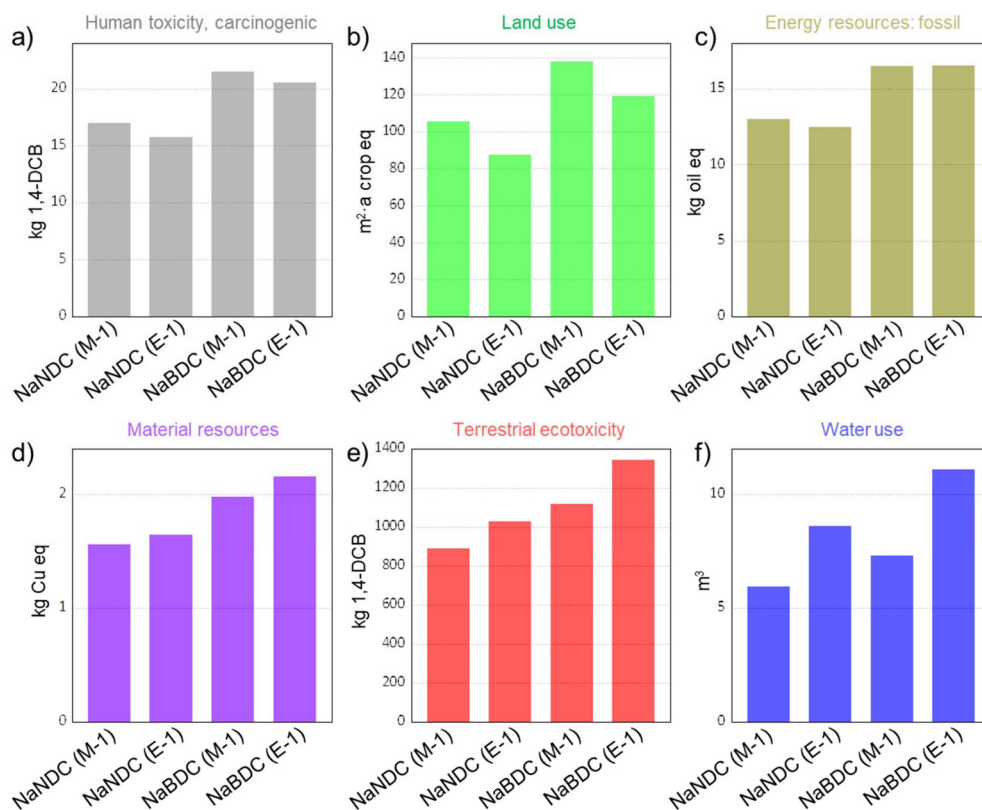 a) Human toxicity, carcinogenic
kg 1,4-DCB
20
15
10
5
0
NaNDC (M-1)
NaNDC (E-1)
NaBDC (M-1)
NaBDC (E-1)
b) Land use
m²·a crop eq
140
120
100
80
60
40
20
0
NaNDC (M-1)
NaNDC (E-1)
NaBDC (M-1)
NaBDC (E-1)
c) Energy resources: fossil
kg oil eq
15
10
5
0
NaNDC (M-1)
NaNDC (E-1)
NaBDC (M-1)
NaBDC (E-1)
d) Material resources
kg Cu eq
2
1
0
NaNDC (M-1)
NaNDC (E-1)
NaBDC (M-1)
NaBDC (E-1)
e) Terrestrial ecotoxicity
kg 1,4-DCB
1400
1200
1000
800
600
400
200
0
NaNDC (M-1)
NaNDC (E-1)
NaBDC (M-1)
NaBDC (E-1)
f) Water use
m³
10
5
0
NaNDC (M-1)
NaNDC (E-1)
NaBDC (M-1)
NaBDC (E-1)